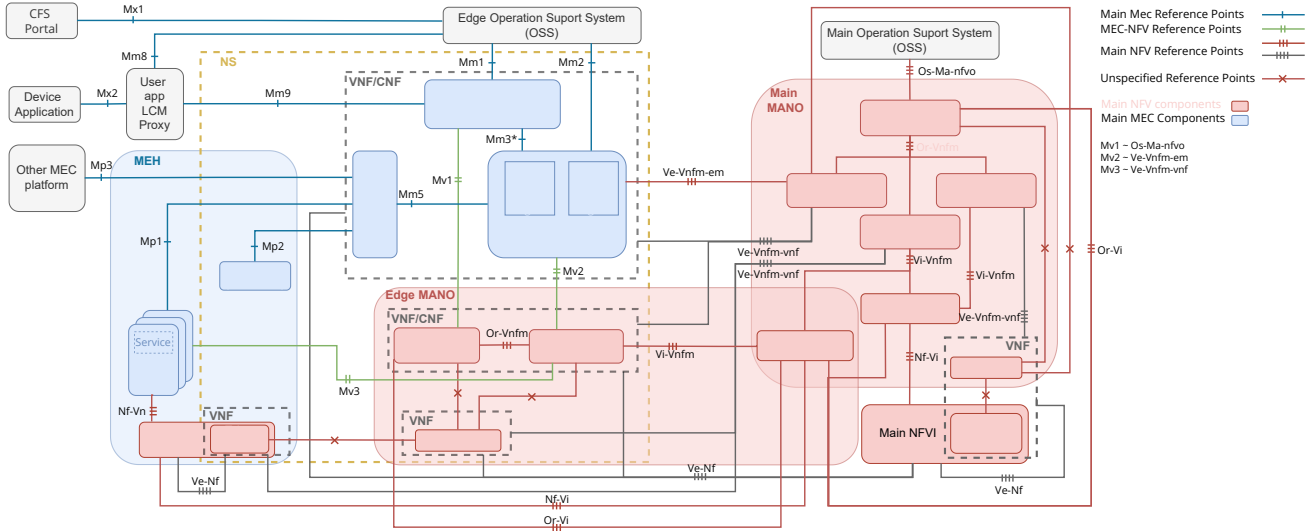 CFS
Portal
Mx1
Edge Operation Suport System
(OSS)
Main Operation Suport System
(OSS)
Main Mec Reference Points
MEC-NFV Reference Points
Main NFV Reference Points
Unspecified Reference Points
Main NFV components
Main MEC Components
Mv1 – Os-Ma-nfvo
Mv2 – Ve-Vnfm-em
Mv3 – Ve-Vnfm-vnf
Mm8
NS
Mm1
Mm2
Os-Ma-nfvo
Device
Application
Mx2
User
app
LCM
Proxy
Mm9
VNF/CNF
Mm3*
Main
MANO
Or-Vnfm
Other MEC
platform
Mp3
MEH
Mv1
Mm5
Ve-Vnfm-em
Mp1
Mp2
Mv2
Ve-Vnfm-vnf
Ve-Vnfm-vnf
Vi-Vnfm
Vi-Vnfm
Or-Vi
Edge MANO
VNF/CNF
Or-Vnfm
Vi-Vnfm
Ve-Vnfm-vnf
VNF
Service
Mv3
Nf-Vi
Nf-Vn
VNF
VNF
Main NFVI
Ve-Nf
Ve-Nf
Ve-Nf
Nf-Vi
Or-Vi